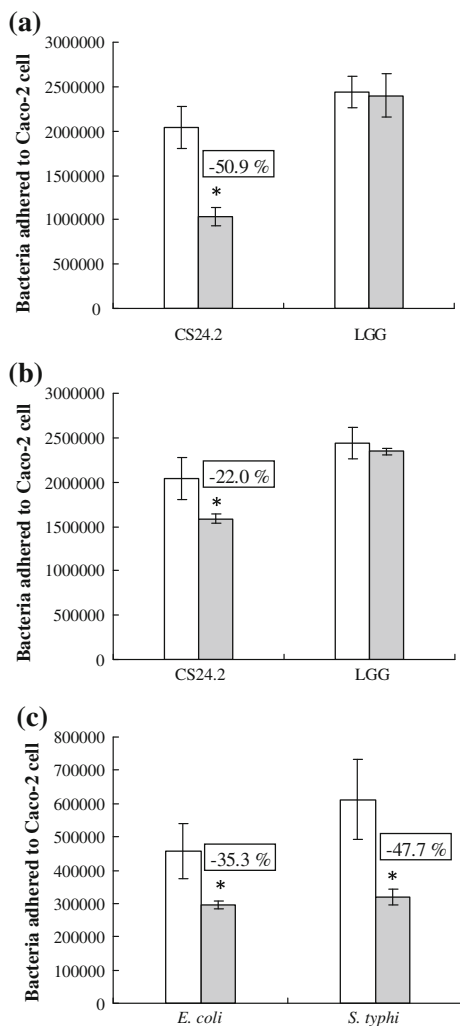 (a)
Bacteria adhered to Caco-2 cell
3000000
2500000
2000000
1500000
1000000
500000
0
-50.9 %
*
CS24.2
LGG
(b)
Bacteria adhered to Caco-2 cell
3000000
2500000
2000000
1500000
1000000
500000
0
-22.0 %
*
CS24.2
LGG
(c)
Bacteria adhered to Caco-2 cell
800000
700000
600000
500000
400000
300000
200000
100000
0
-35.3 %
*
-47.7 %
*
E. coli
S. typhi